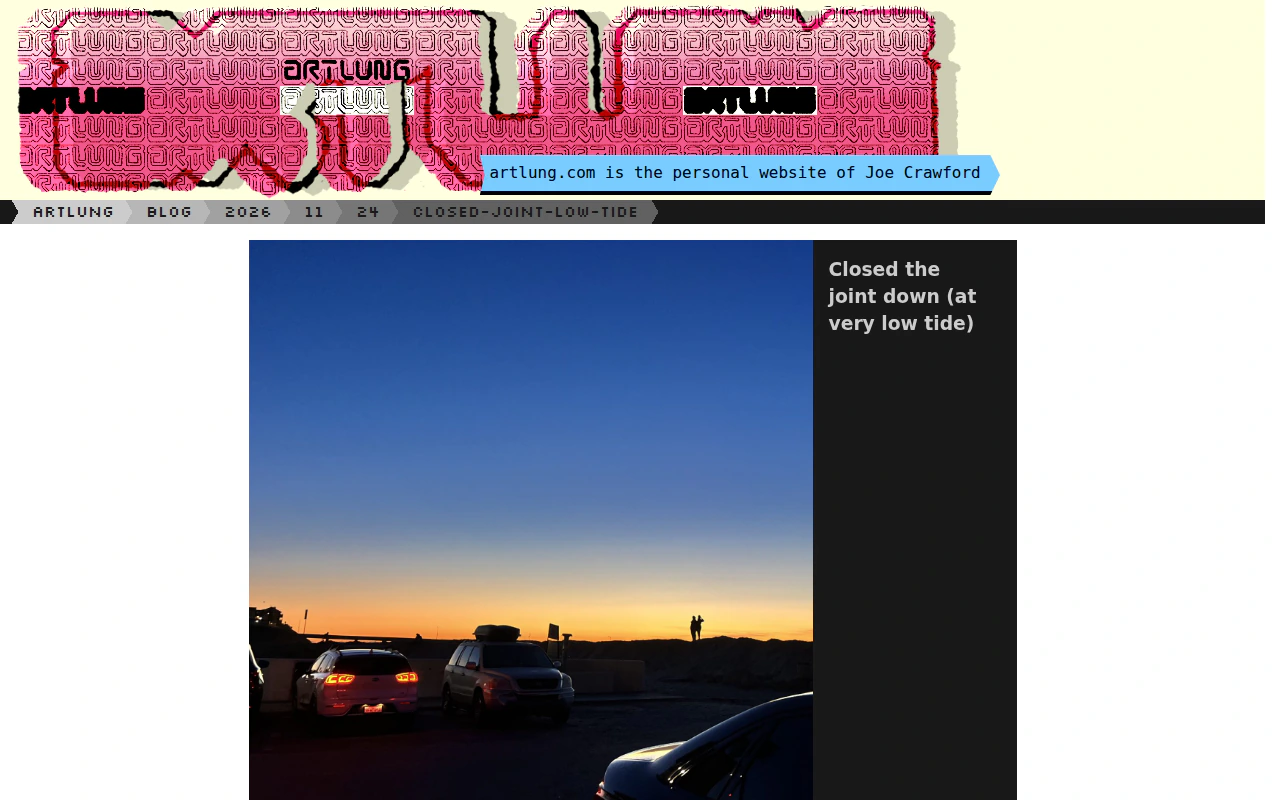 ARTLUNG
ARTLUNG
ARTLUNG
ARTLUNG
artlung.com is the personal website of Joe Crawford
ARTLUNG
BLOG
2026
11
24
CLOSED-JOINT-LOW-TIDE
Closed the
joint down (at
very low tide)